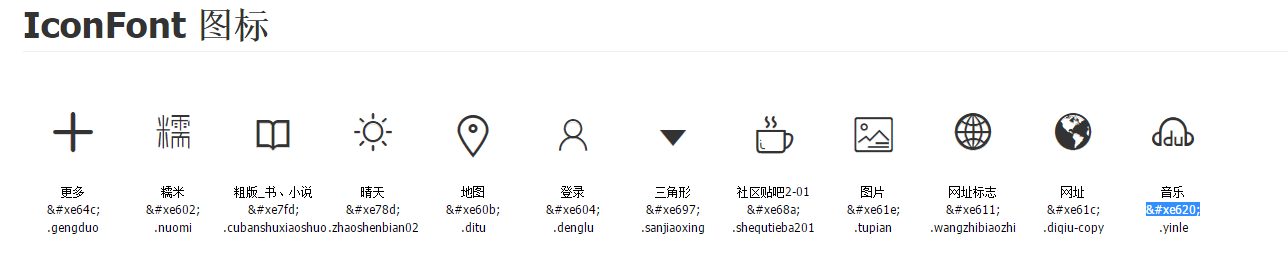 IconFont 图标
糯
ddub
更多 糯米 粗版_书、小说 晴天 地图 登录 三角形 社区贴吧2-01 图片 网址标志 网址 音乐
&#xe64c; &#xe602; &#xe7fd; &#xe78d; &#xe60b; &#xe604; &#xe697; &#xe68a; &#xe61e; &#xe611; &#xe61c; &#xe620;
.gengduo .nuomi .cubanshuxiaoshuo .zhaoshenbian02 .ditu .denglu .sanjiaoxing .shequtieba201 .tupian .wangzhibiaozhi .diqiu-copy .yinle